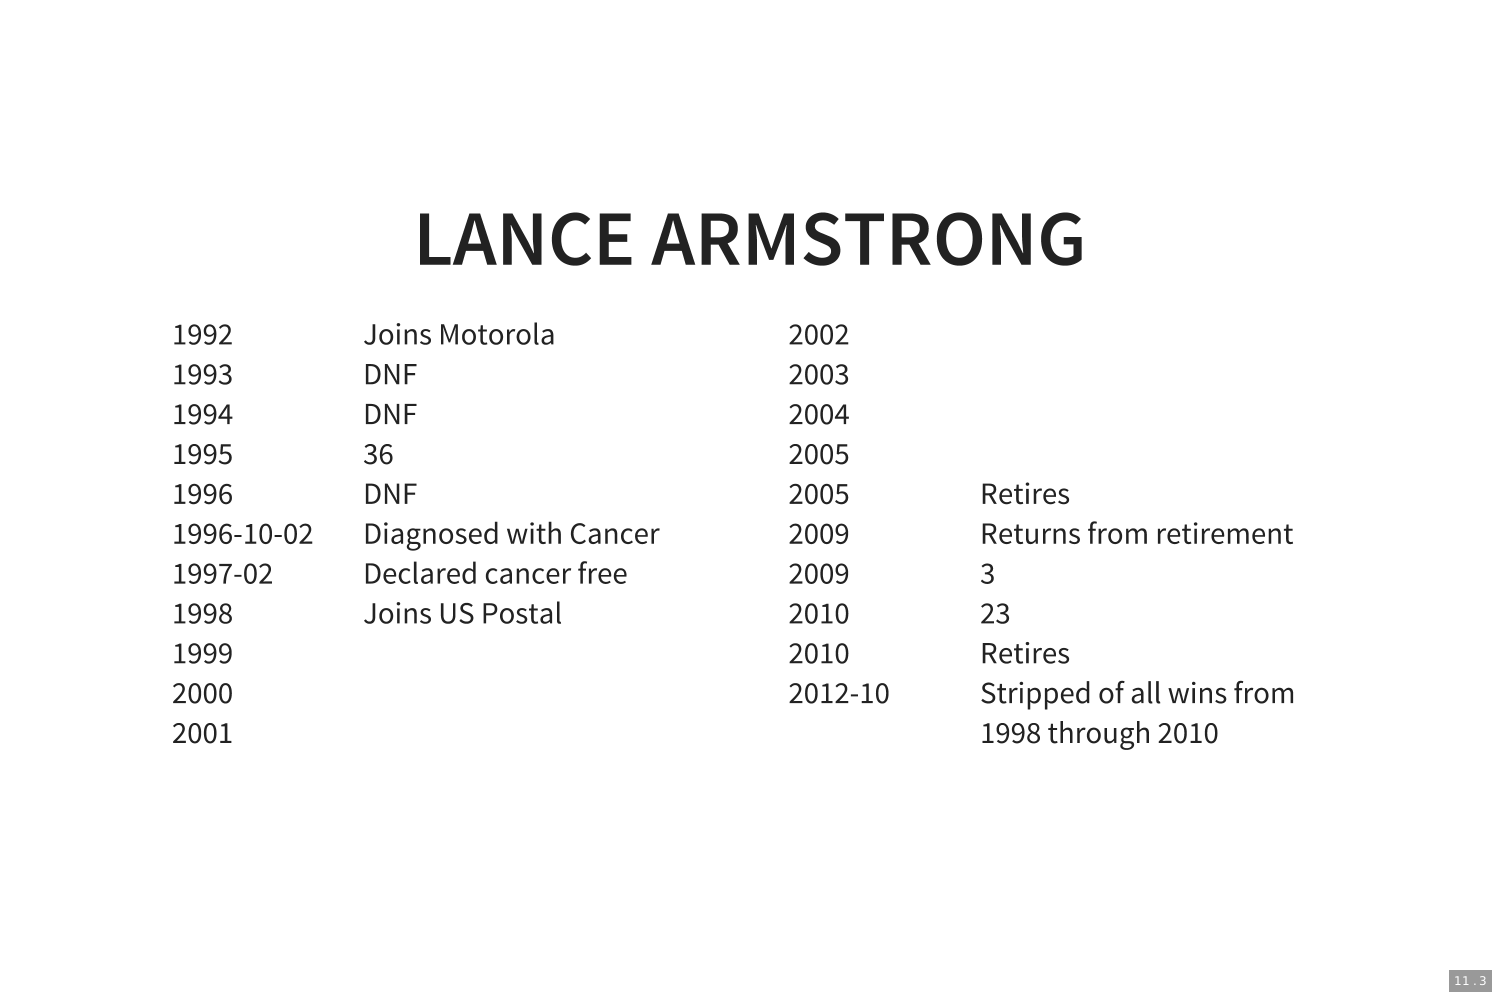 LANCE ARMSTRONG
1992 Joins Motorola
1993 DNF
1994 DNF
1995 36
1996 DNF
1996-10-02 Diagnosed with Cancer
1997-02 Declared cancer free
1998 Joins US Postal
1999
2000
2001
2002
2003
2004
2005
2005 Retires
2009 Returns from retirement
2009 3
2010 23
2010 Retires
2012-10 Stripped of all wins from
1998 through 2010
11.3